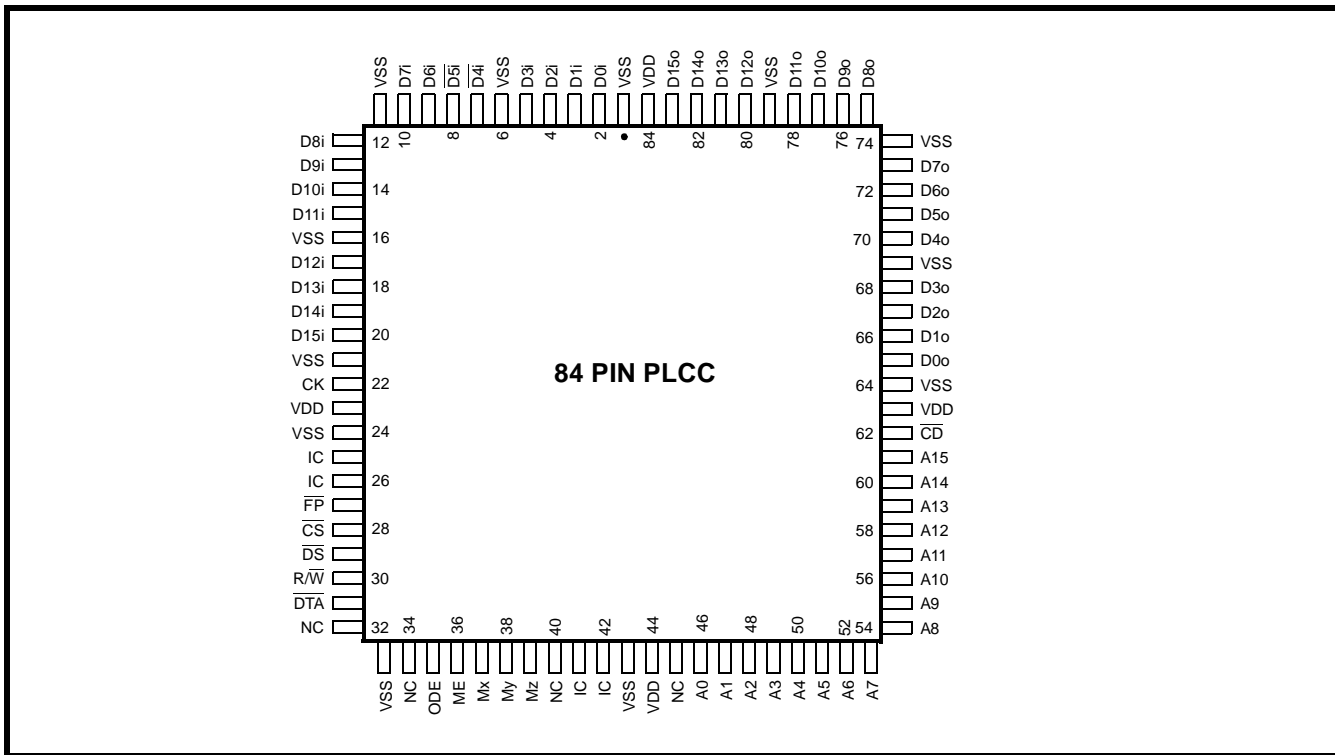 VSS D7i D6i D5i D4i VSS D3i D2i D1i D0i VSS VDD D15o D14o D13o D12o VSS D11o D10o D9o D8o
10 8 6 4 2 84 82 80 78 76
D8i 12 74 VSS
D9i D7o
D10i 14 72 D6o
D11i D5o
VSS 16 70 D4o
D12i VSS
D13i 18 68 D3o
D14i D2o
D15i 20 66 D1o
VSS D0o
84 PIN PLCC
CK 22 64 VSS
VDD VDD
VSS 24 62 CD
IC A15
IC 26 60 A14
FP A13
CS 28 58 A12
DS A11
R/W 30 56 A10
DTA A9
NC 32 54 A8
34 36 38 40 42 44 46 48 50 52
VSS NC ODE ME Mx My Mz NC IC IC VSS VDD NC A0 A1 A2 A3 A4 A5 A6 A7